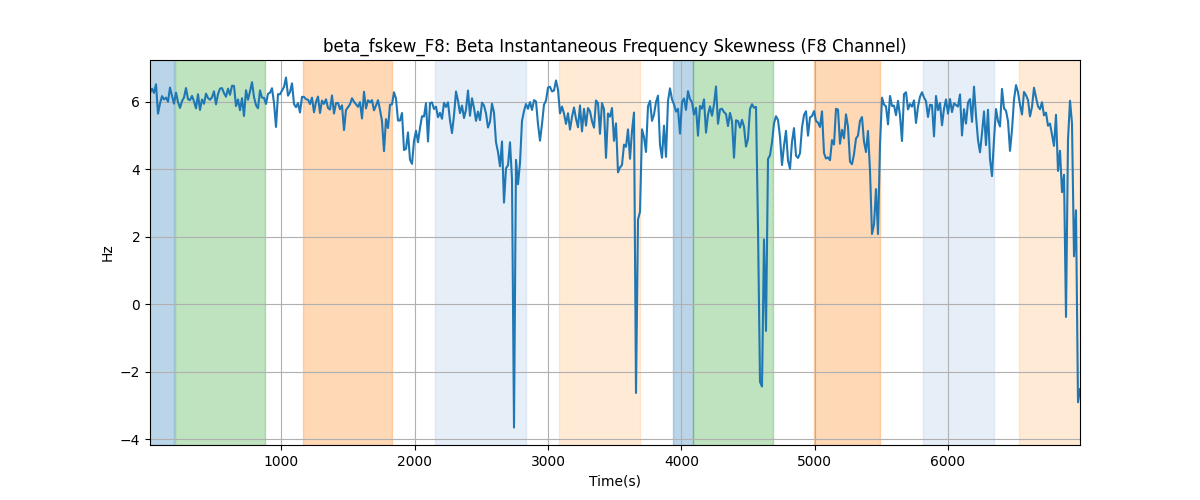 beta_fskew_F8: Beta Instantaneous Frequency Skewness (F8 Channel)
6
4
2
0
−2
−4
Hz
1000 2000 3000 4000 5000 6000
Time(s)